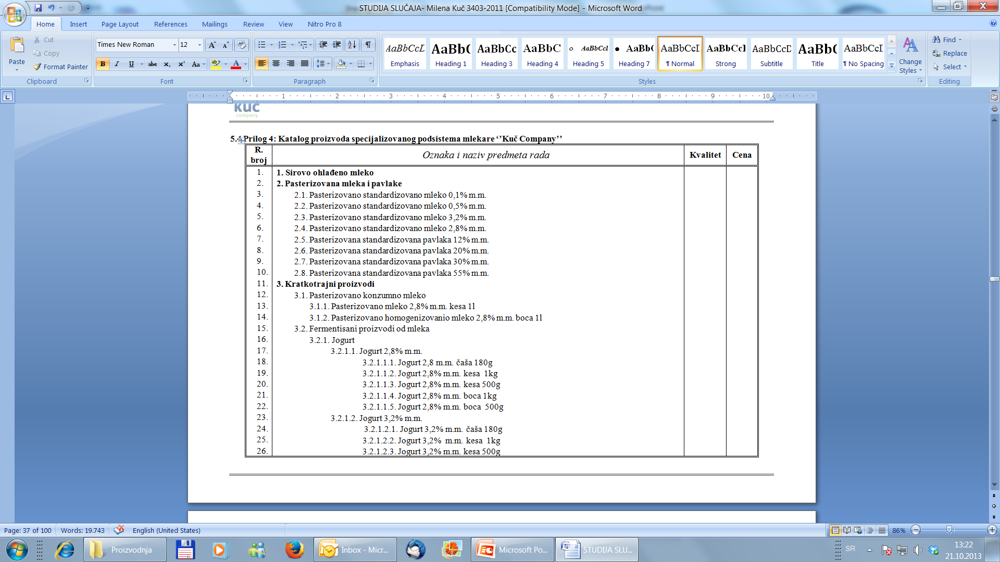 STUDIJA SLUČAJA- Milena Kuč 3403-2011 [Compatibility Mode] - Microsoft Word
Home Insert Page Layout References Mailings Review View Nitro Pro 8
Paste
Cut
Copy
Format Painter
Clipboard
Times New Roman 12
Font
Paragraph
AaBbCcL AaBbC AaBbCc AaBbC AaBbCcl AaBb( AaBbCcI AaBbCcl AaBbCcD AaBb( AaBbCcI
Emphasis Heading 1 Heading 3 Heading 4 Heading 5 Heading 7 ¶ Normal Strong Subtitle Title ¶ No Spacing
Change Styles
Styles
Find
Replace
Select
Editing
1 2 3 4 5 6 7 8 9 10
kuč
company
5.4 Prilog 4: Katalog proizvoda specijalizovanog podsistema mlekare ‘’Kuč Company’’
R. broj Oznaka i naziv predmeta rada Kvalitet Cena
1. 1. Sirovo ohlađeno mleko
2. 2. Pasterizovana mleka i pavlake
3. 2.1. Pasterizovano standardizovano mleko 0,1% m.m.
4. 2.2. Pasterizovano standardizovano mleko 0,5% m.m.
5. 2.3. Pasterizovano standardizovano mleko 3,2% m.m.
6. 2.4. Pasterizovano standardizovano mleko 2,8% m.m.
7. 2.5. Pasterizovana standardizovana pavlaka 12% m.m.
8. 2.6. Pasterizovana standardizovana pavlaka 20% m.m.
9. 2.7. Pasterizovana standardizovana pavlaka 30% m.m.
10. 2.8. Pasterizovana standardizovana pavlaka 55% m.m.
11. 3. Kratkotrajni proizvodi
12. 3.1. Pasterizovano konzumno mleko
13. 3.1.1. Pasterizovano mleko 2,8% m.m. kesa 1l
14. 3.1.2. Pasterizovano homogenizovanio mleko 2,8% m.m. boca 1l
15. 3.2. Fermentisani proizvodi od mleka
16. 3.2.1. Jogurt
17. 3.2.1.1. Jogurt 2,8% m.m.
18. 3.2.1.1.1. Jogurt 2,8 m.m. čaša 180g
19. 3.2.1.1.2. Jogurt 2,8% m.m. kesa 1kg
20. 3.2.1.1.3. Jogurt 2,8% m.m. kesa 500g
21. 3.2.1.1.4. Jogurt 2,8% m.m. boca 1kg
22. 3.2.1.1.5. Jogurt 2,8% m.m. boca 500g
23. 3.2.1.2. Jogurt 3,2% m.m.
24. 3.2.1.2.1. Jogurt 3,2% m.m. čaša 180g
25. 3.2.1.2.2. Jogurt 3,2% m.m. kesa 1kg
26. 3.2.1.2.3. Jogurt 3,2% m.m. kesa 500g
Page: 37 of 100 Words: 19.743 English (United States) 86%
Proizvodnja Inbox - Micr... Microsoft Po... STUDIJA SLU... SR 13:22
21.10.2013